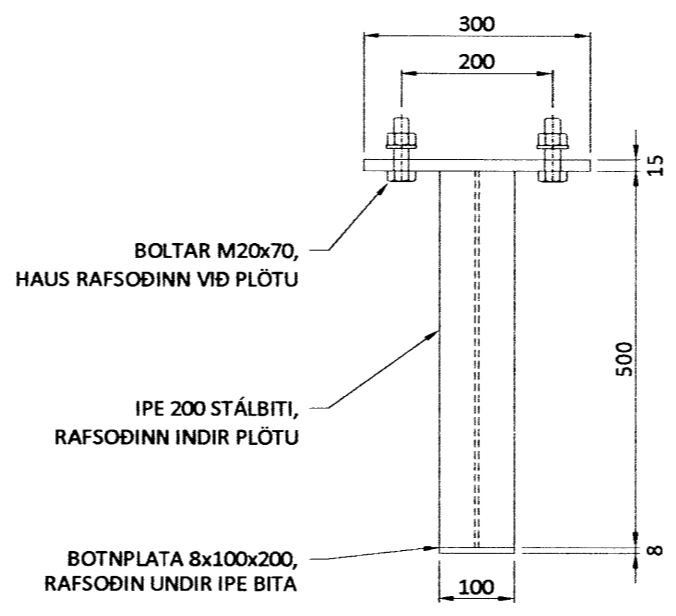 300
200
15
BOLTAR M20x70,
HAUS RAFSOÐINN VIÐ PLÖTU
500
IPE 200 STÁLBITI,
RAFSOÐINN INDIR PLÖTU
BOTNPLATA 8x100x200,
RAFSOÐIN UNDIR IPE BITA
8
100